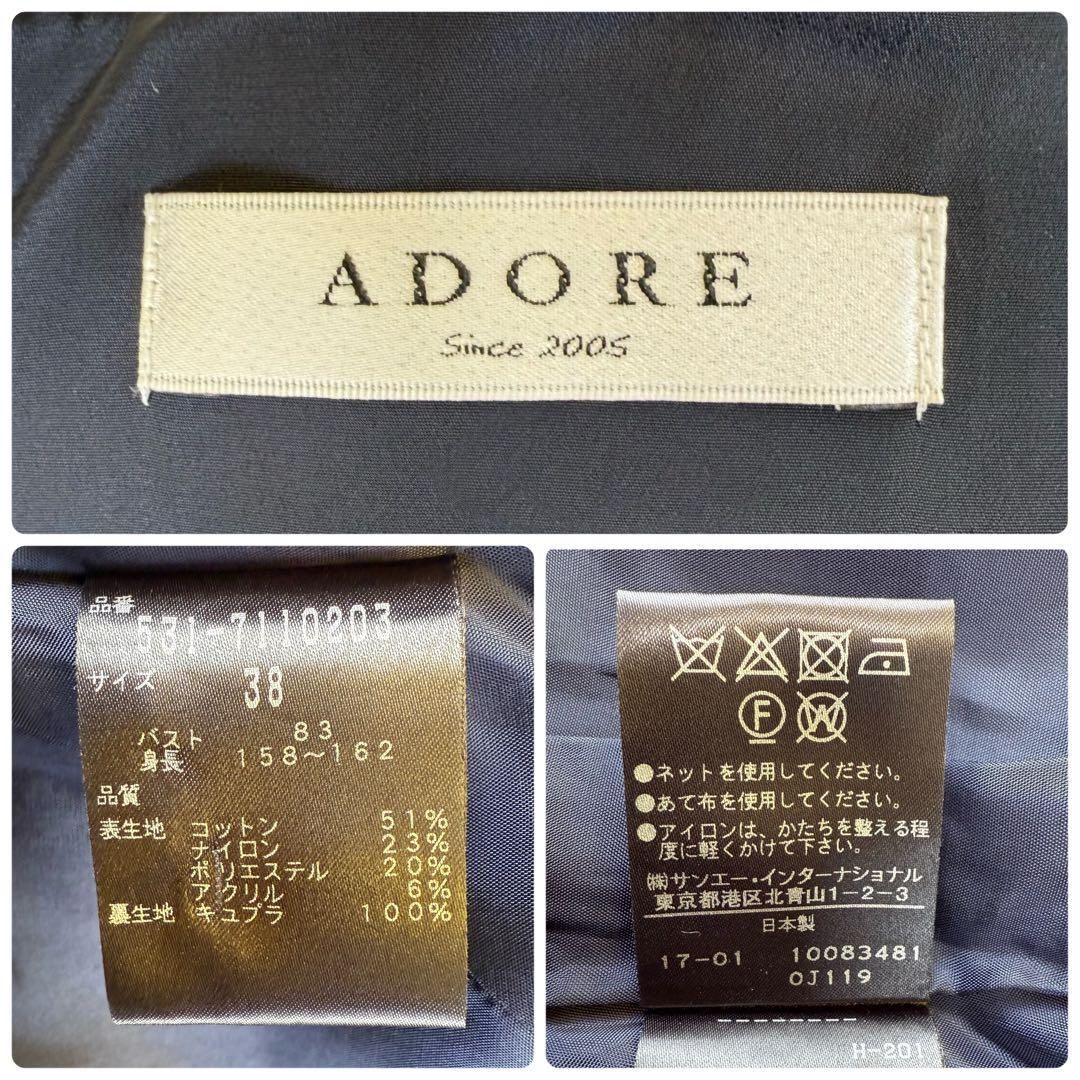 ADORE
Since 2005
品番
531-7110203
サイズ
38
バスト 83
身長 158～162
品質
表生地 コットン 51%
ナイロン 23%
ポリエステル 20%
アクリル 6%
裏生地 キュプラ 100%
F W
●ネットを使用してください。
●あて布を使用してください。
●アイロンは、かたちを整える程
度に軽くかけて下さい。
㈱サンエー・インターナショナル
東京都港区北青山1-2-3
日本製
17-01 10083481
0J119
H-201